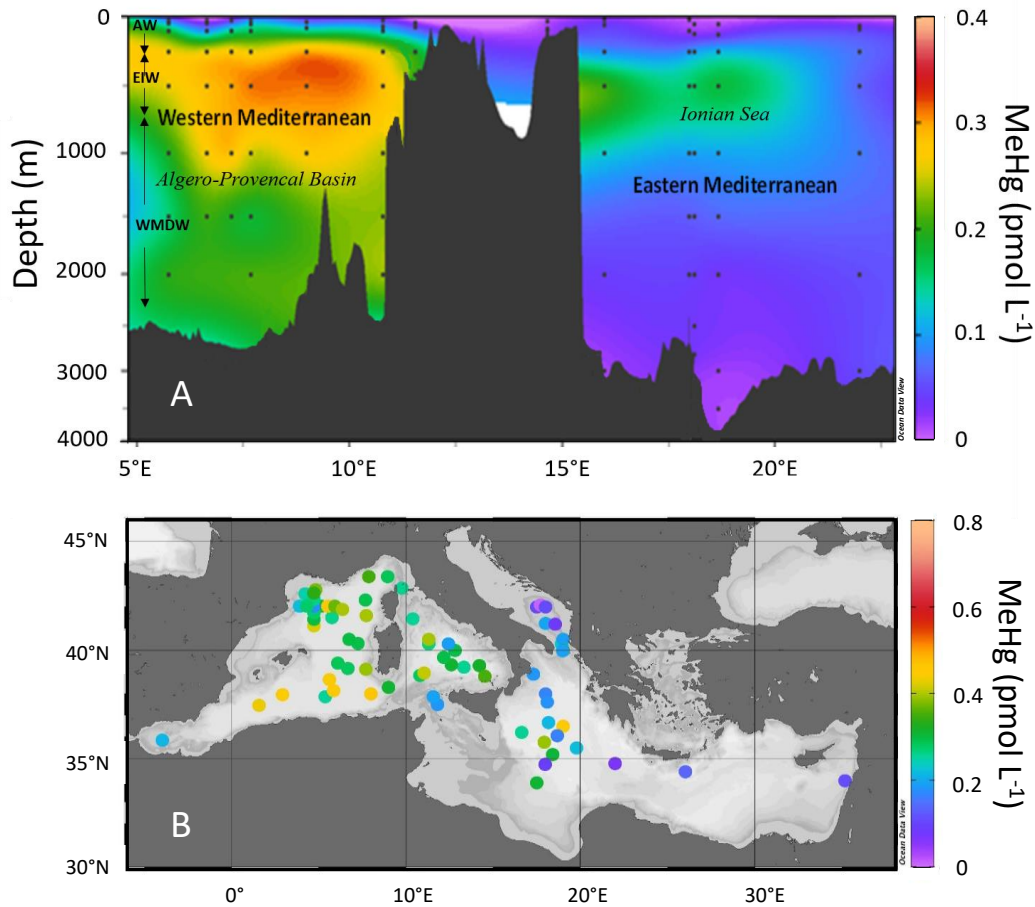 0
AW
EIW
Western Mediterranean
Ionian Sea
1000
Algero-Provencal Basin
Eastern Mediterranean
WMDW
2000
3000
4000
Depth (m)
A
5°E
10°E
15°E
20°E
Ocean Data View
0.4
0.3
0.2
0.1
0
MeHg (pmol L-1)
45°N
40°N
35°N
30°N
B
0°
10°E
20°E
30°E
Ocean Data View
0.8
0.6
0.4
0.2
0
MeHg (pmol L-1)